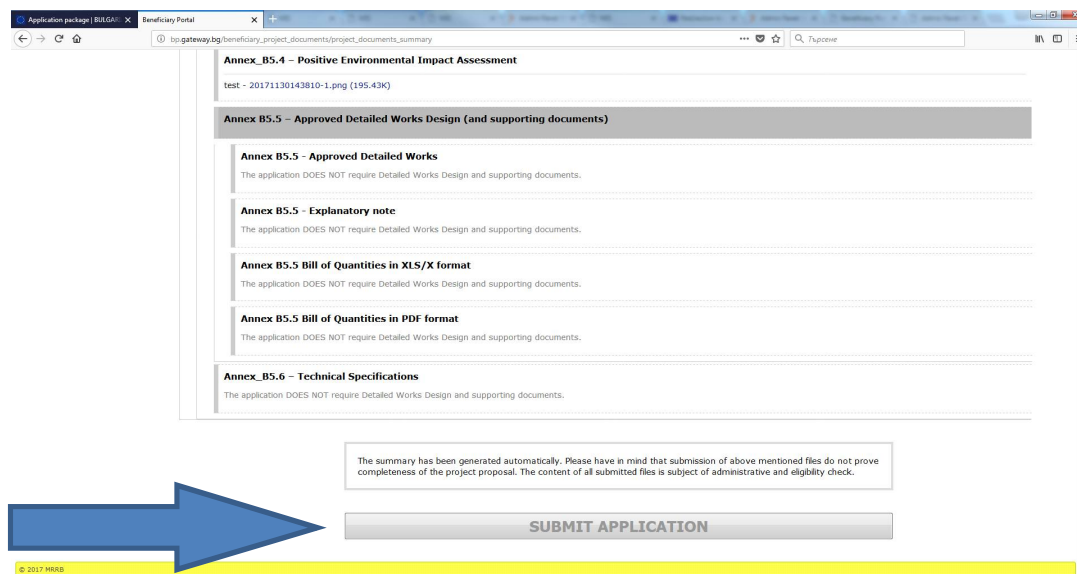 Application package | BULGARI
Beneficiary Portal
bp.gateway.bg/beneficiary_project_documents/project_documents_summary
Търсене
Annex_B5.4 – Positive Environmental Impact Assessment
test - 20171130143810-1.png (195.43K)
Annex B5.5 – Approved Detailed Works Design (and supporting documents)
Annex B5.5 - Approved Detailed Works
The application DOES NOT require Detailed Works Design and supporting documents.
Annex B5.5 - Explanatory note
The application DOES NOT require Detailed Works Design and supporting documents.
Annex B5.5 Bill of Quantities in XLS/X format
The application DOES NOT require Detailed Works Design and supporting documents.
Annex B5.5 Bill of Quantities in PDF format
The application DOES NOT require Detailed Works Design and supporting documents.
Annex_B5.6 – Technical Specifications
The application DOES NOT require Detailed Works Design and supporting documents.
The summary has been generated automatically. Please have in mind that submission of above mentioned files do not prove
completeness of the project proposal. The content of all submitted files is subject of administrative and eligibility check.
SUBMIT APPLICATION
© 2017 MRRB